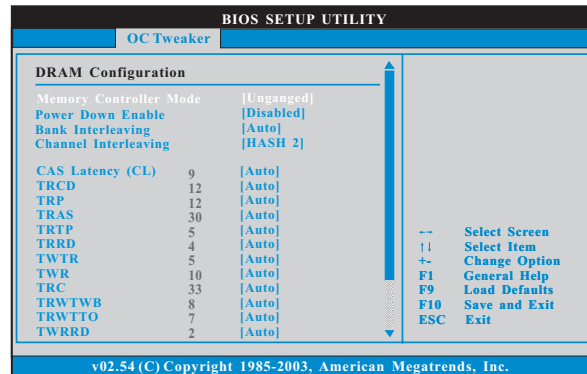 BIOS SETUP UTILITY
OC Tweaker
DRAM Configuration
Memory Controller Mode [Unganged]
Power Down Enable [Disabled]
Bank Interleaving [Auto]
Channel Interleaving [HASH 2]
CAS Latency (CL) 9 [Auto]
TRCD 12 [Auto]
TRP 12 [Auto]
TRAS 30 [Auto]
TRTP 5 [Auto]
TRRD 4 [Auto]
TWTR 5 [Auto]
TWR 10 [Auto]
TRC 33 [Auto]
TRWTWB 8 [Auto]
TRWTTO 7 [Auto]
TWRRD 2 [Auto]
←→ Select Screen
↑↓ Select Item
+- Change Option
F1 General Help
F9 Load Defaults
F10 Save and Exit
ESC Exit
v02.54 (C) Copyright 1985-2003, American Megatrends, Inc.